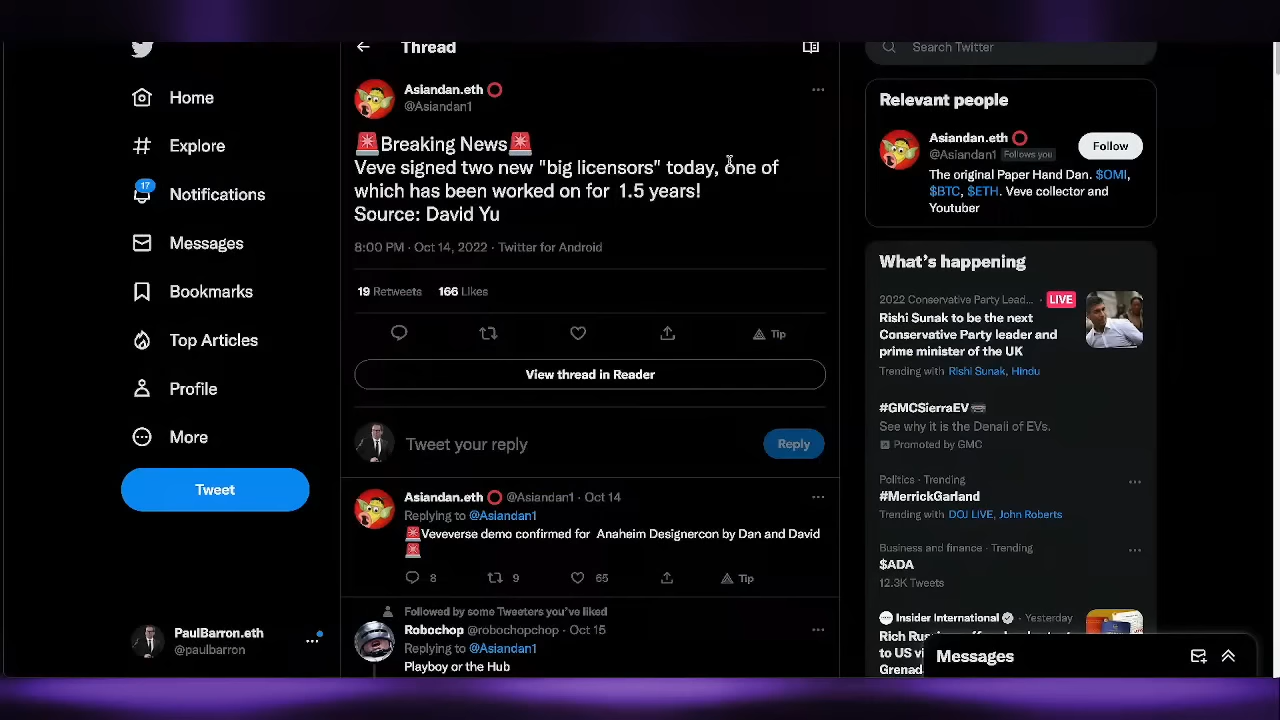 Home
Explore
17
Notifications
Messages
Bookmarks
Top Articles
Profile
More
Tweet
PaulBarron.eth
@paulbarron
Thread
Asiandan.eth
@Asiandan1
🚨Breaking News🚨
Veve signed two new "big licensors" today, one of
which has been worked on for 1.5 years!
Source: David Yu
8:00 PM · Oct 14, 2022 · Twitter for Android
19 Retweets 166 Likes
Tip
View thread in Reader
Tweet your reply
Reply
Asiandan.eth @Asiandan1 · Oct 14
Replying to @Asiandan1
🚨Veveverse demo confirmed for Anaheim Designercon by Dan and David
🚨
8 9 65 Tip
Followed by some Tweeters you've liked
Robochop @robochopchop · Oct 15
Replying to @Asiandan1
Playboy or the Hub
Search Twitter
Relevant people
Asiandan.eth
@Asiandan1 Follows you
Follow
The original Paper Hand Dan. $OMI,
$BTC, $ETH. Veve collector and
Youtuber
What's happening
2022 Conservative Party Lead... · LIVE
Rishi Sunak to be the next
Conservative Party leader and
prime minister of the UK
Trending with Rishi Sunak, Hindu
#GMCSierraEV
See why it is the Denali of EVs.
Promoted by GMC
Politics · Trending
#MerrickGarland
Trending with DOJ LIVE, John Roberts
Business and finance · Trending
$ADA
12.3K Tweets
Insider International · Yesterday
to US
Grenad
Messages